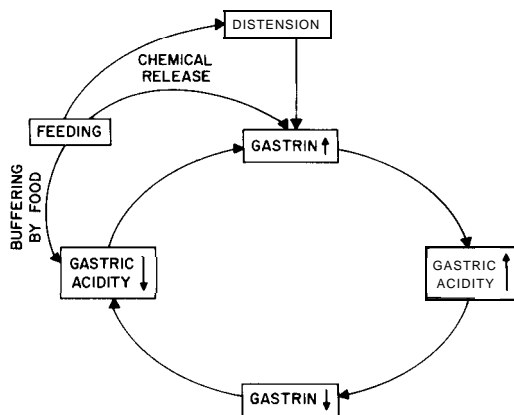 DISTENSION
CHEMICAL
RELEASE
FEEDING
GASTRIN ↑
BUFFERING
BY FOOD
GASTRIC
ACIDITY ↓
GASTRIC
ACIDITY ↑
GASTRIN ↓